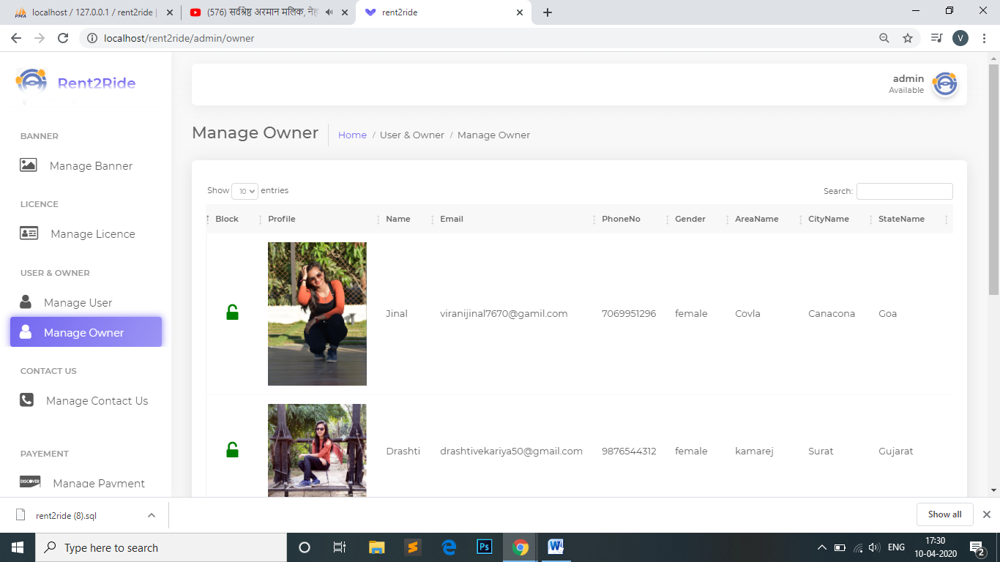 localhost / 127.0.0.1 / rent2ride |
(576) सर्वश्रेष्ठ अरमान मलिक, नेह
rent2ride
localhost/rent2ride/admin/owner
V
Rent2Ride
admin
Available
BANNER
Manage Banner
LICENCE
Manage Licence
USER & OWNER
Manage User
Manage Owner
CONTACT US
Manage Contact Us
PAYEMENT
DISCOVER
Manage Payment
Manage Owner
Home / User & Owner / Manage Owner
Show 10 entries
Search:
Block Profile Name Email PhoneNo Gender AreaName CityName StateName
Jinal viranijinal7670@gamil.com 7069951296 female Covla Canacona Goa
Drashti drashtivekariya50@gmail.com 9876544312 female kamarej Surat Gujarat
rent2ride (8).sql
Show all
Type here to search
Ps
W
ENG
17:30
10-04-2020
2